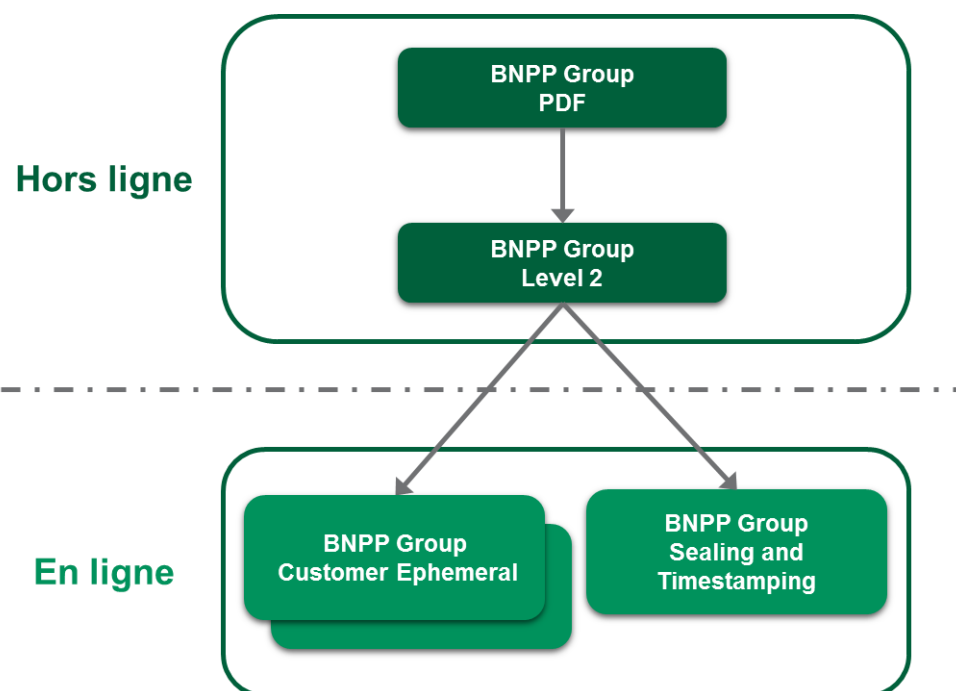 BNPP Group
PDF
Hors ligne
BNPP Group
Level 2
BNPP Group
Customer Ephemeral
BNPP Group
Sealing and
Timestamping
En ligne